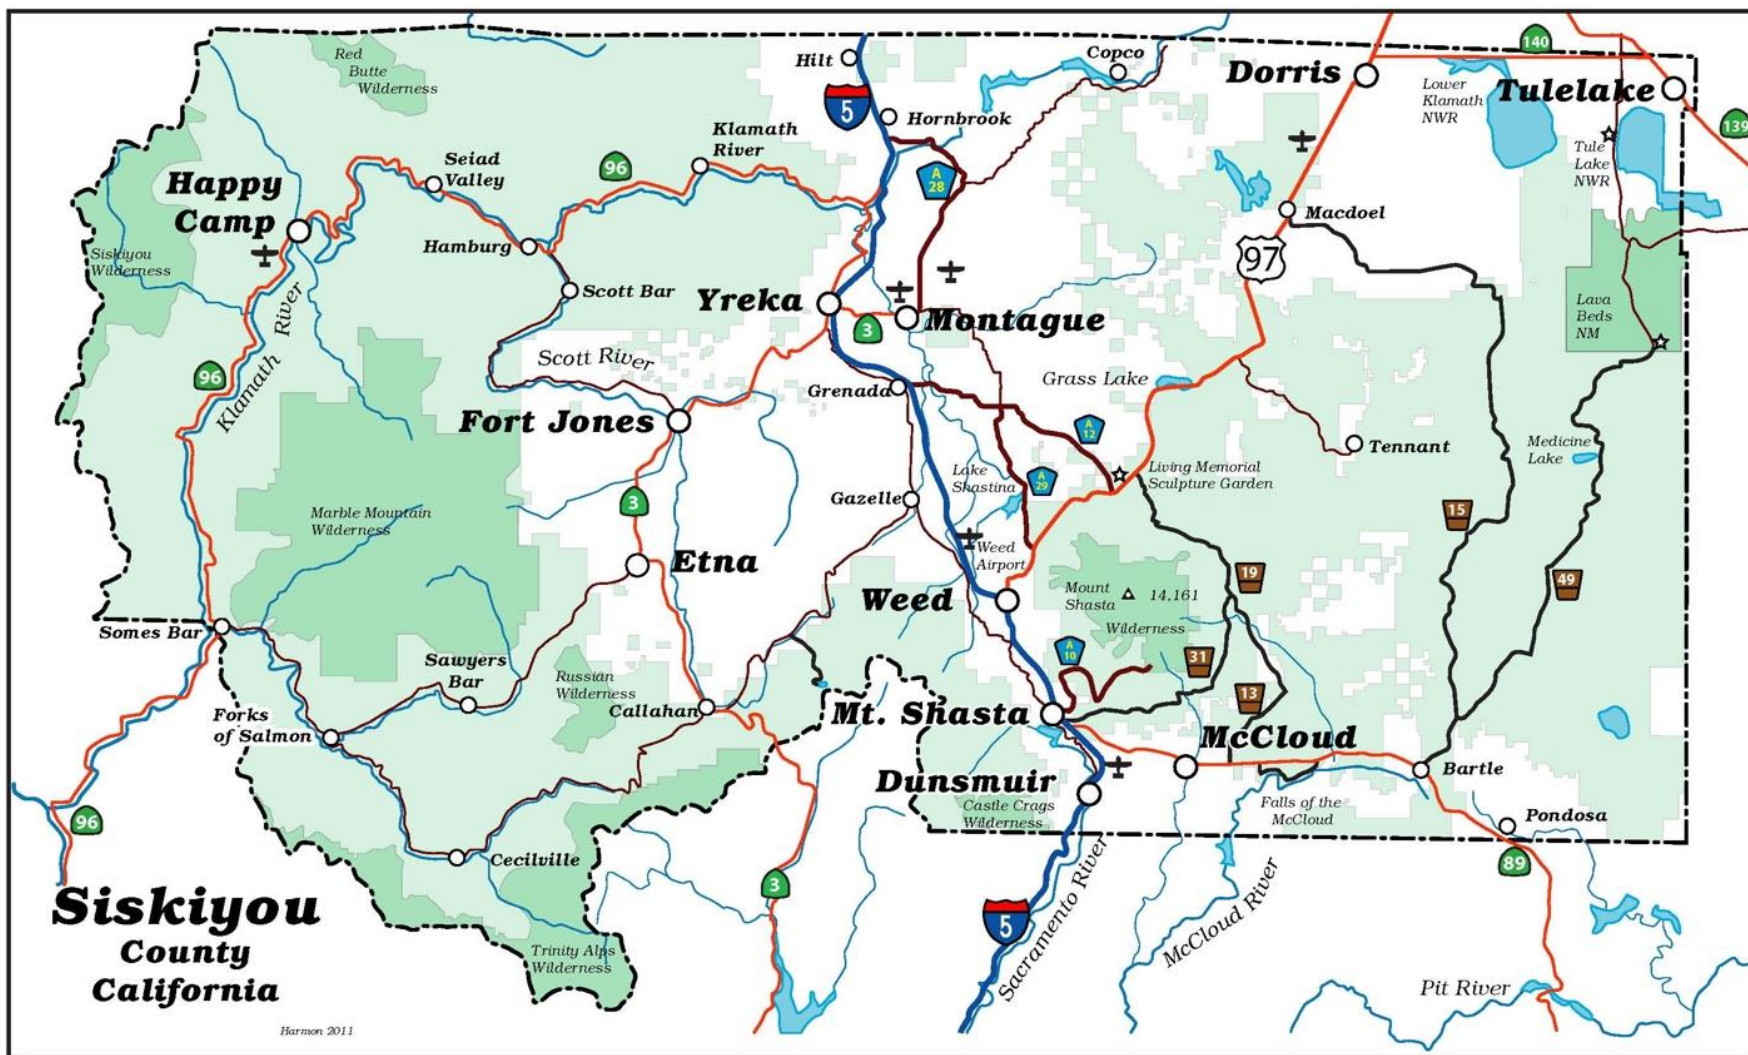 Red
Butte
Wilderness
Hilt
5
Hornbrook
Copco
Dorris
140
Lower
Klamath
NWR
Tulelake
139
Tule
Lake
NWR
Klamath
River
96
Seiad
Valley
Happy
Camp
Hamburg
Siskiyou
Wilderness
Scott Bar
A
28
Macdoel
97
Yreka
3
Montague
Lava
Beds
NM
96
Klamath
River
Scott River
Grenada
Grass Lake
Fort Jones
A
12
Tennant
Medicine
Lake
Lake
Shastina
A
29
Living Memorial
Sculpture Garden
Gazelle
3
Marble Mountain
Wilderness
15
Weed
Airport
Etna
Mount
Shasta
14,161
Wilderness
19
49
Weed
Somes Bar
Sawyers
Bar
Russian
Wilderness
A
10
31
13
Callahan
Forks
of Salmon
Mt. Shasta
McCloud
Dunsmuir
Bartle
Castle Crags
Wilderness
Falls of the
McCloud
Pondosa
96
Cecilville
89
3
5
Sacramento River
McCloud River
Siskiyou
County
California
Trinity Alps
Wilderness
Pit River
Harmon 2011